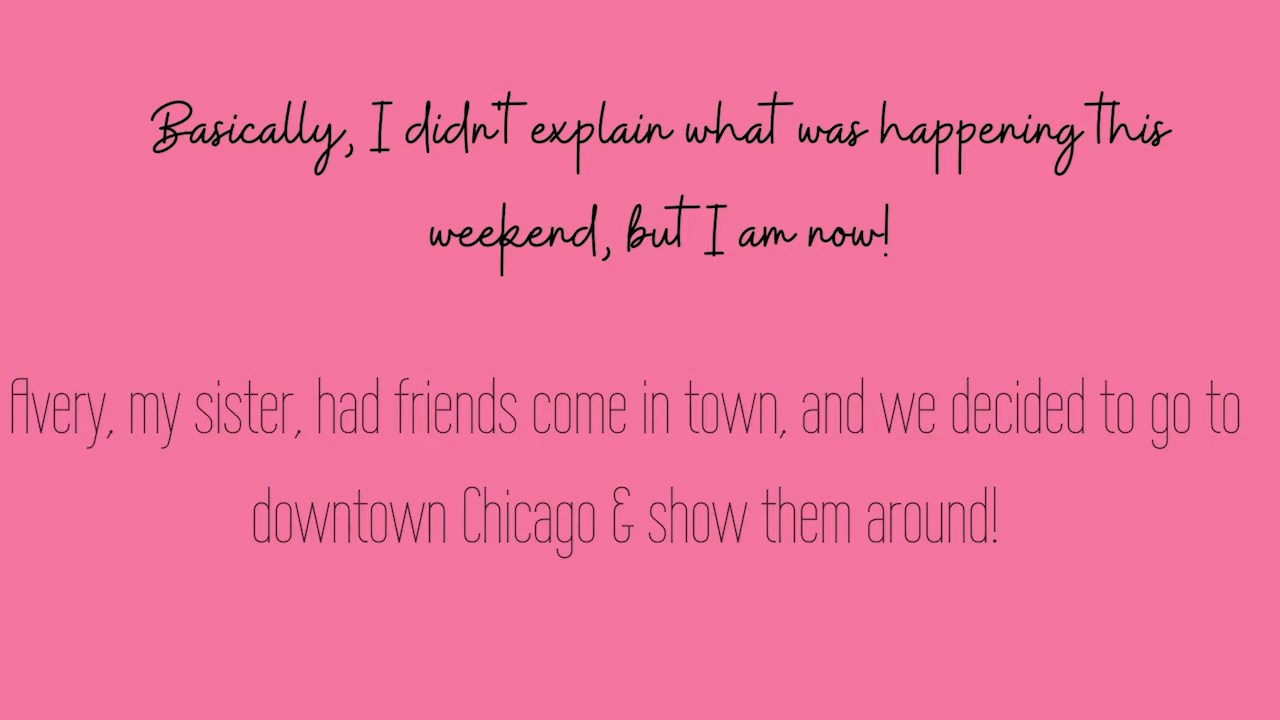 Basically, I didn't explain what was happening this
weekend, but I am now!
Avery, my sister, had friends come in town, and we decided to go to
downtown Chicago & show them around!